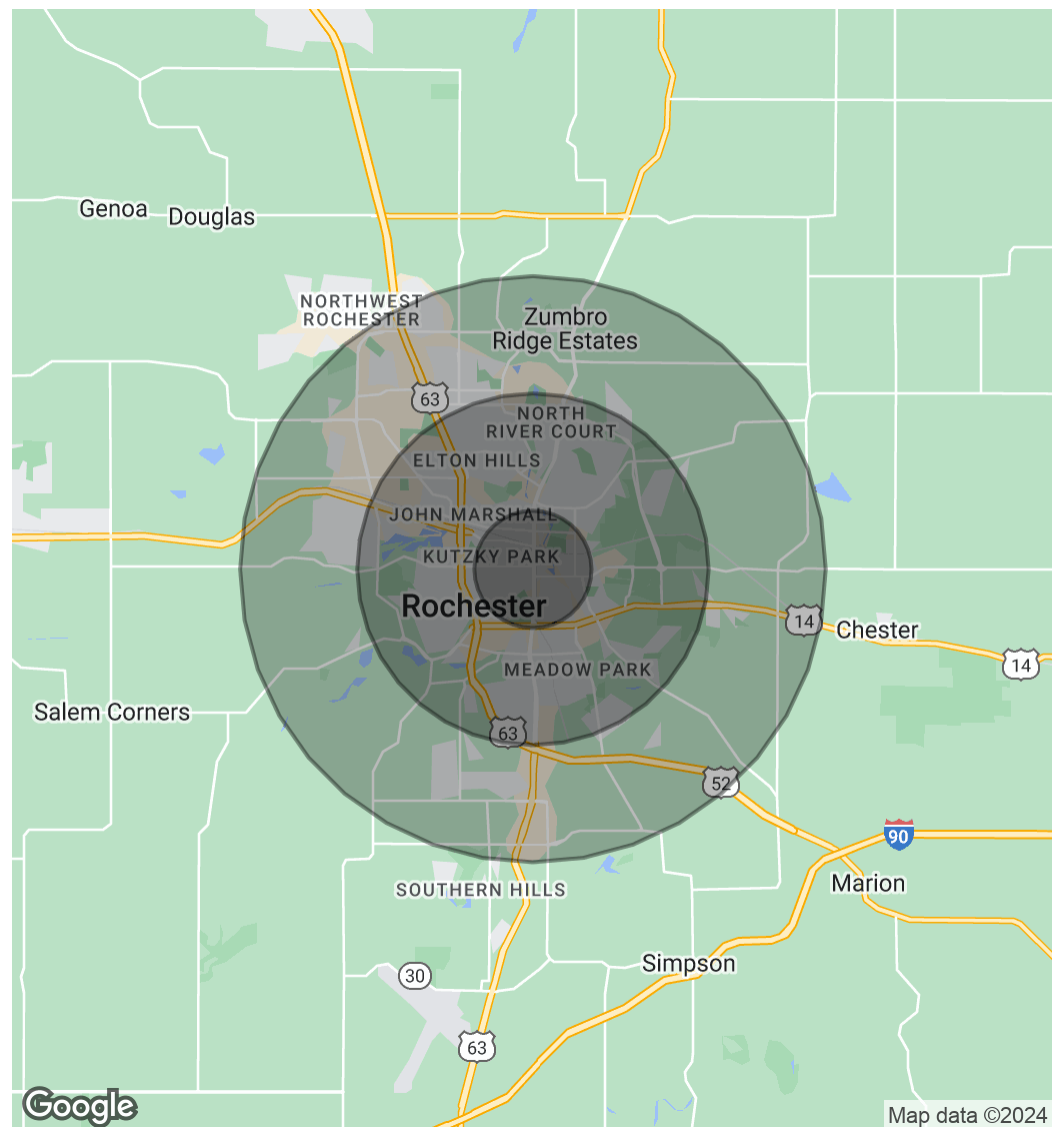 Genoa
Douglas
NORTHWEST
ROCHESTER
Zumbro
Ridge Estates
63
NORTH
RIVER COURT
ELTON HILLS
JOHN MARSHALL
KUTZKY PARK
Rochester
14
Chester
14
MEADOW PARK
Salem Corners
63
52
90
Marion
SOUTHERN HILLS
Simpson
30
63
Google
Map data ©2024